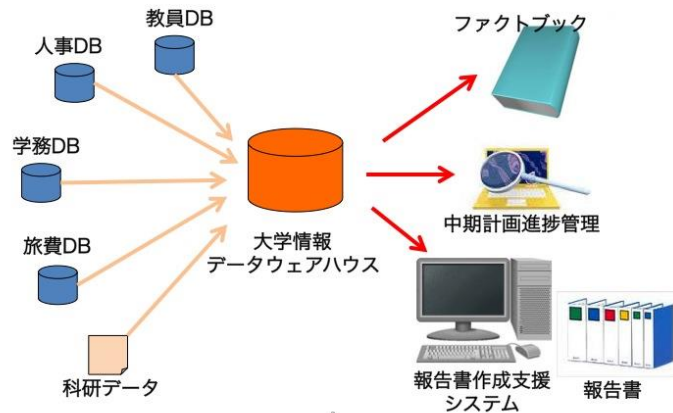 教員DB
人事DB
学務DB
旅費DB
科研データ
大学情報
データウェアハウス
ファクトブック
中期計画進捗管理
報告書作成支援
システム
報告書